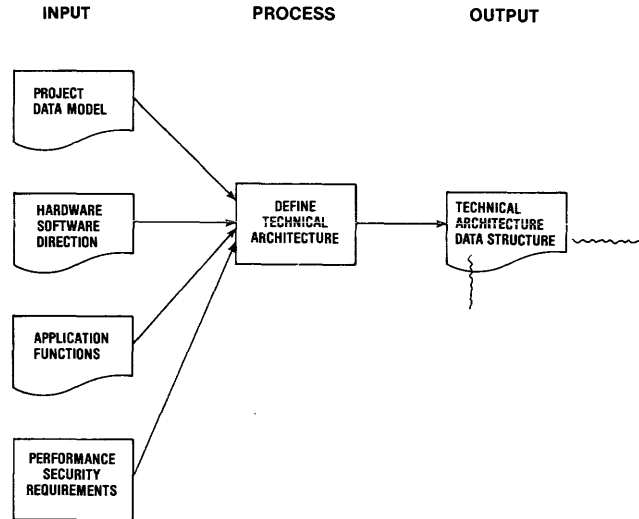 INPUT
PROCESS
OUTPUT
PROJECT
DATA MODEL
HARDWARE
SOFTWARE
DIRECTION
APPLICATION
FUNCTIONS
PERFORMANCE
SECURITY
REQUIREMENTS
DEFINE
TECHNICAL
ARCHITECTURE
TECHNICAL
ARCHITECTURE
DATA STRUCTURE